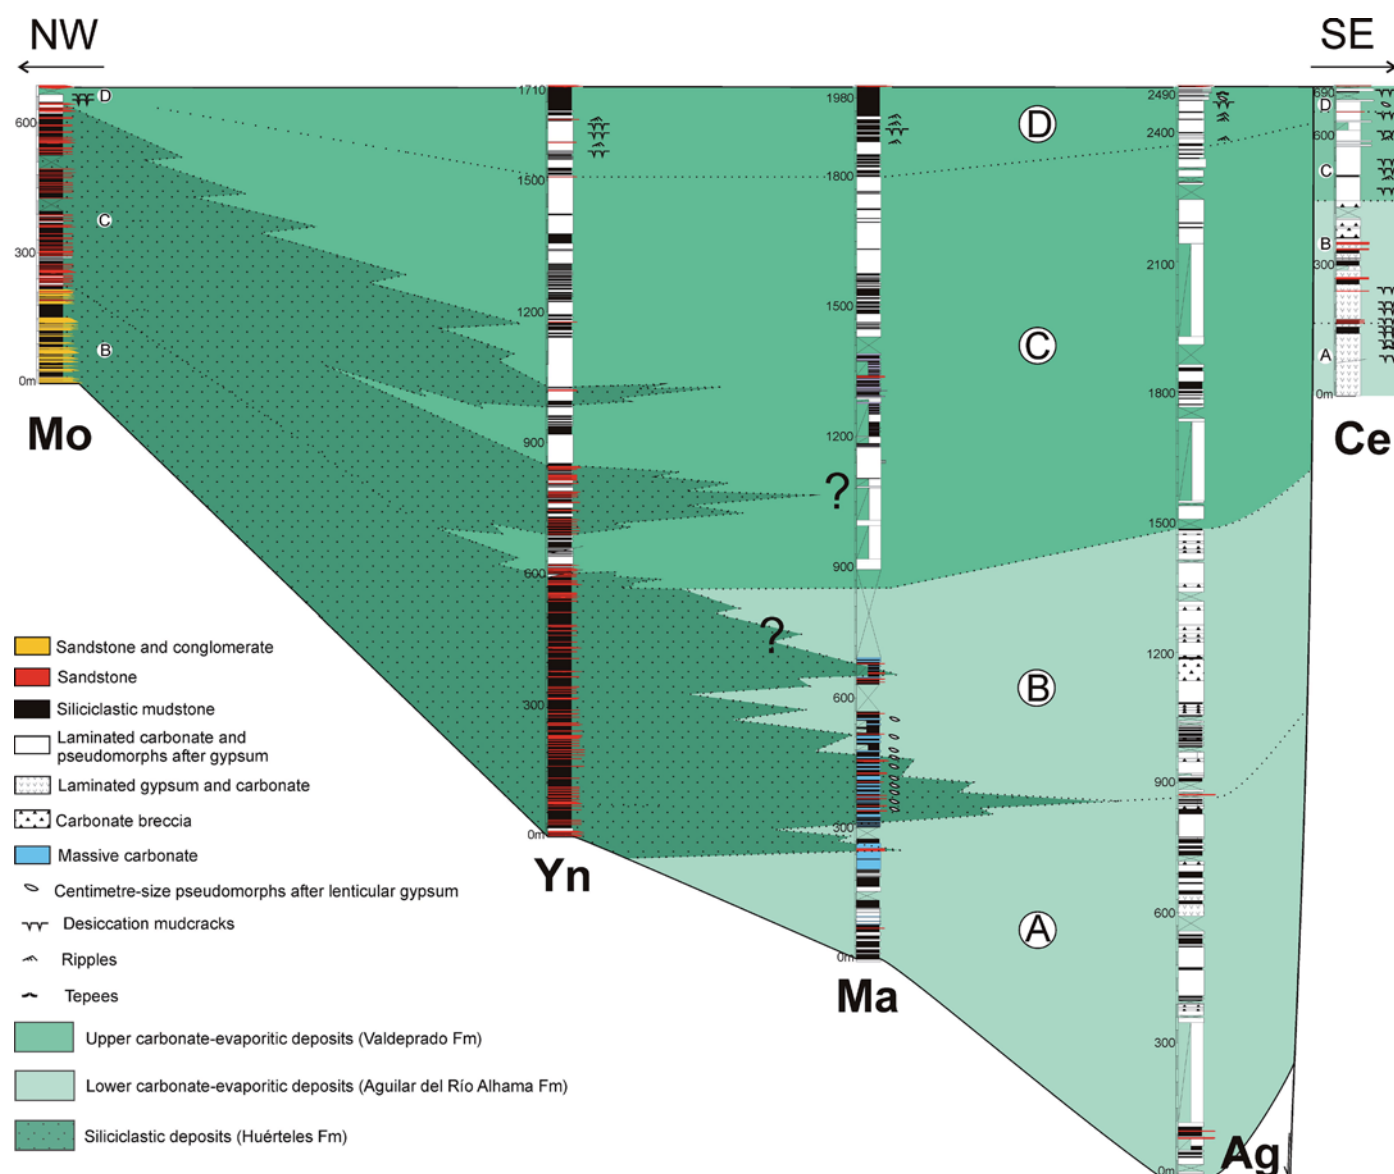 NW
SE
D
600
C
300
B
0m
Mo
1710
1500
1200
900
600
300
0m
Yn
1980
1800
1500
1200
900
600
300
0m
Ma
?
?
D
C
B
A
2490
2400
2100
1800
1500
1200
900
600
300
0m
Ag
690
D
600
C
B
300
A
0m
Ce
Sandstone and conglomerate
Sandstone
Siliciclastic mudstone
Laminated carbonate and
pseudomorphs after gypsum
Laminated gypsum and carbonate
Carbonate breccia
Massive carbonate
Centimetre-size pseudomorphs after lenticular gypsum
Desiccation mudcracks
Ripples
Tepees
Upper carbonate-evaporitic deposits (Valdeprado Fm)
Lower carbonate-evaporitic deposits (Aguilar del Río Alhama Fm)
Siliciclastic deposits (Huérteles Fm)